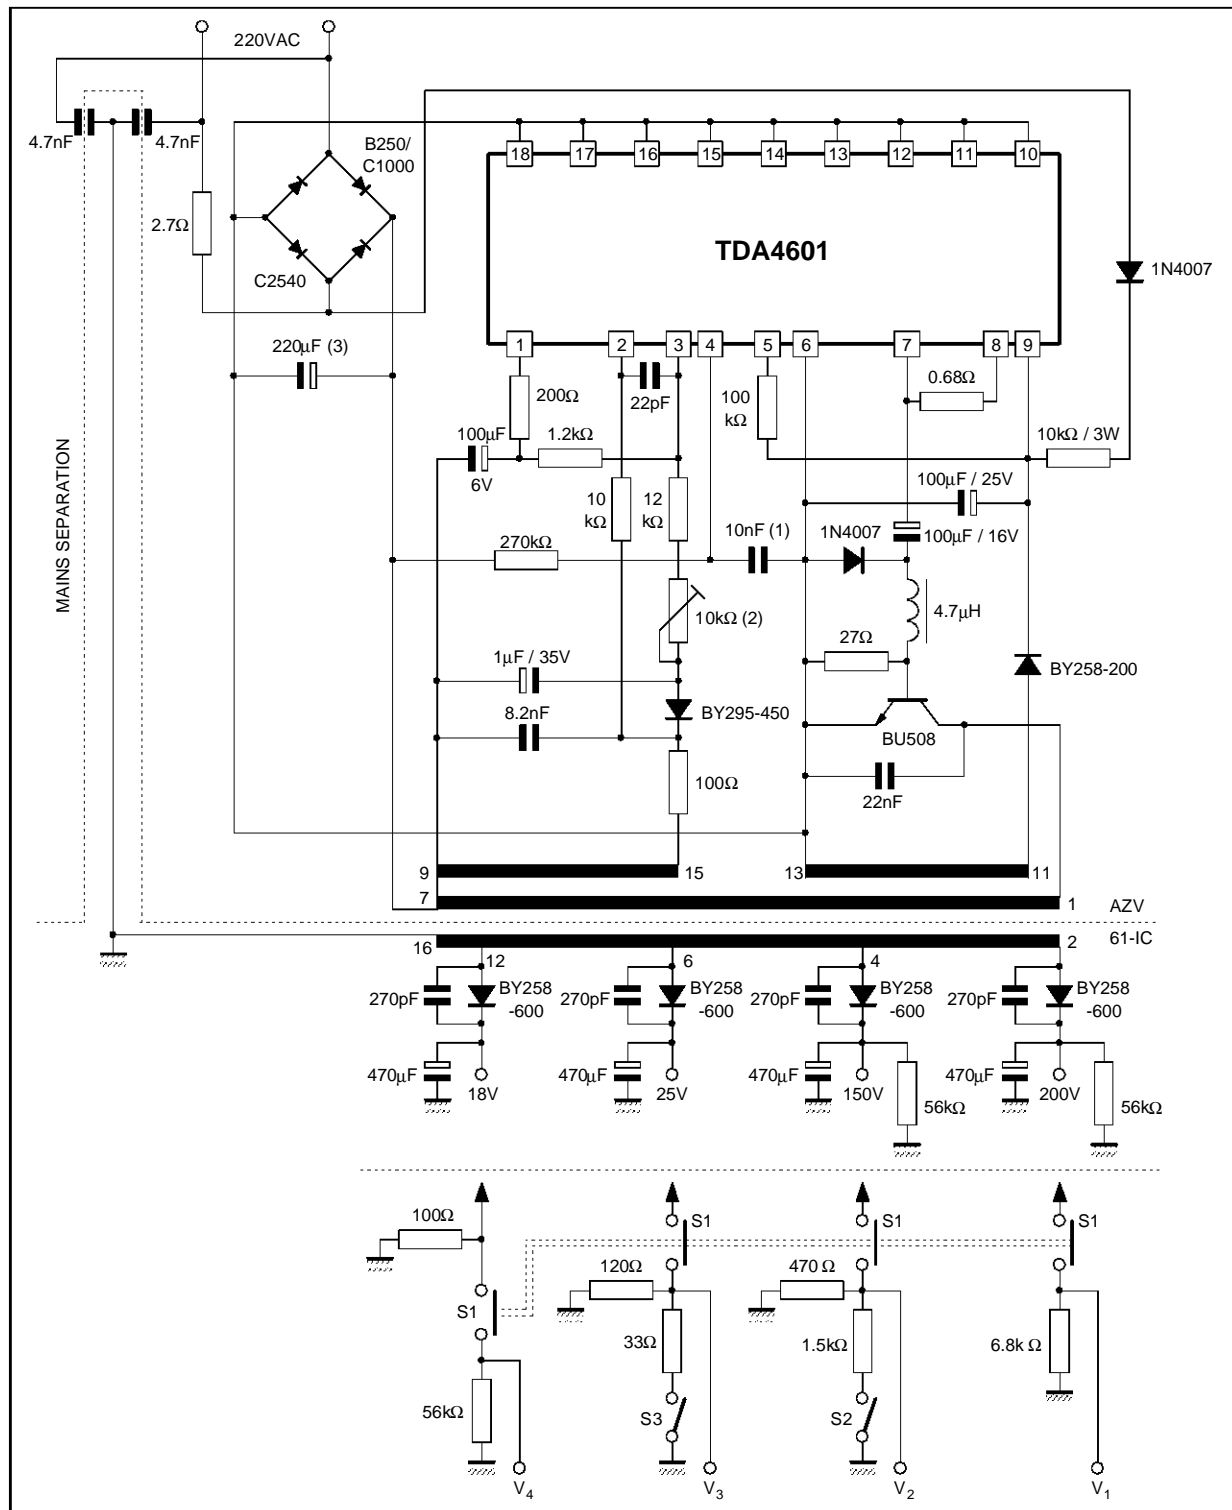 220VAC
4.7nF
4.7nF
B250/
C1000
18
17
16
15
14
13
12
11
10
2.7Ω
C2540
TDA4601
1N4007
220µF (3)
1
2
3
4
5
6
7
8
9
200Ω
22pF
100
kΩ
0.68Ω
100µF
6V
1.2kΩ
10kΩ / 3W
10
kΩ
12
kΩ
100µF / 25V
MAINS SEPARATION
270kΩ
10nF (1)
1N4007
100µF / 16V
10kΩ (2)
4.7µH
27Ω
1µF / 35V
BY258-200
8.2nF
BY295-450
BU508
100Ω
22nF
9
15
13
11
7
1
AZV
61-IC
16
2
12
6
4
270pF
BY258
-600
270pF
BY258
-600
270pF
BY258
-600
270pF
BY258
-600
470µF
18V
470µF
25V
470µF
150V
56kΩ
470µF
200V
56kΩ
100Ω
S1
S1
S1
120Ω
470 Ω
S1
33Ω
1.5kΩ
6.8k Ω
56kΩ
S3
S2
V4
V3
V2
V1